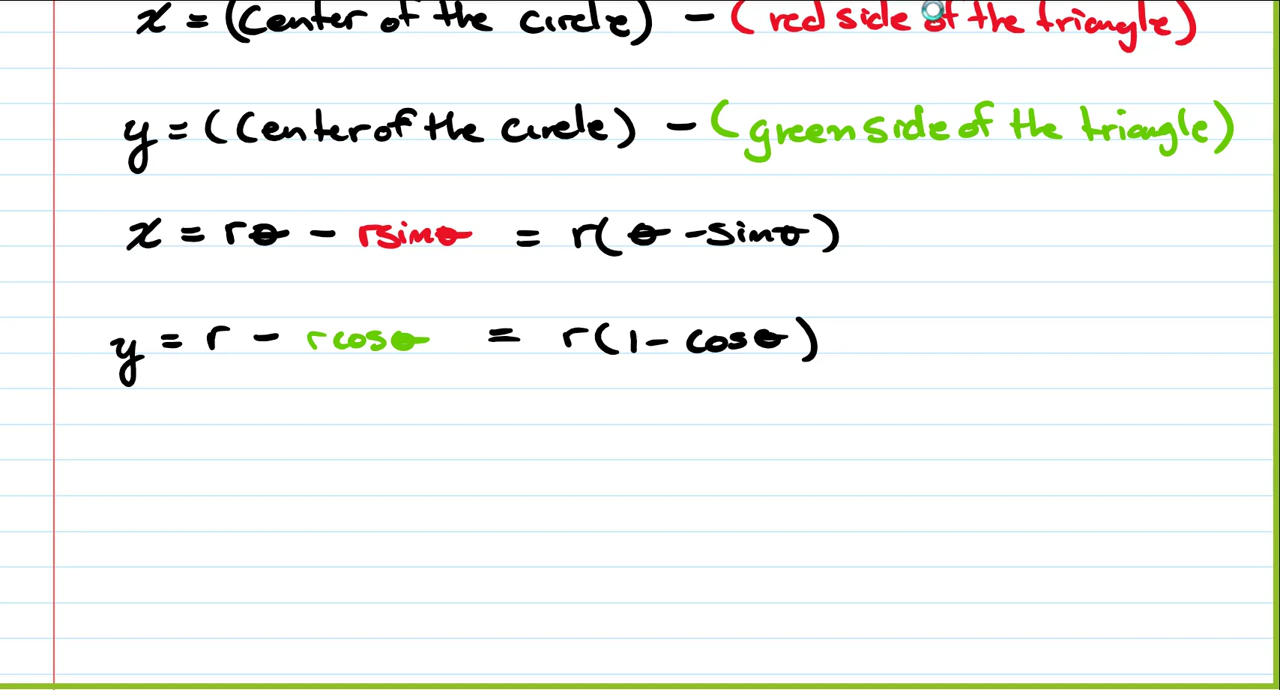 x = (Center of the circle) - (red side of the triangle)
y = (Center of the circle) - (green side of the triangle)
x = rθ - rsinθ = r(θ - sinθ)
y = r - rcosθ = r(1 - cosθ)